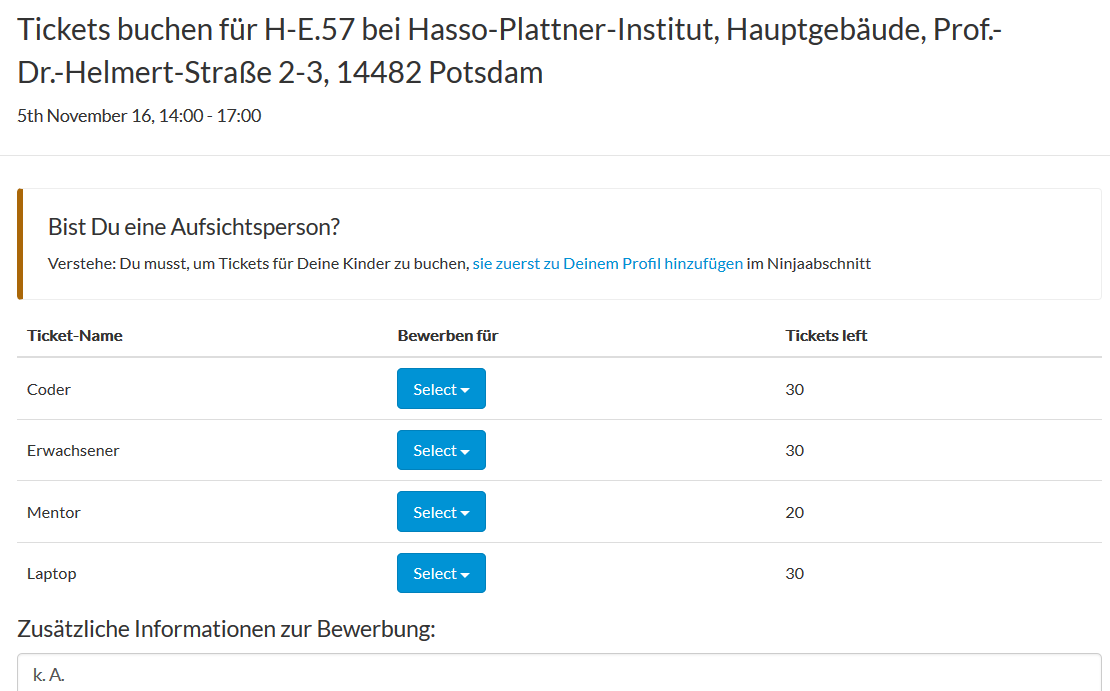 Tickets buchen für H-E.57 bei Hasso-Plattner-Institut, Hauptgebäude, Prof.-
Dr.-Helmert-Straße 2-3, 14482 Potsdam
5th November 16, 14:00 - 17:00
Bist Du eine Aufsichtsperson?
Verstehe: Du musst, um Tickets für Deine Kinder zu buchen, sie zuerst zu Deinem Profil hinzufügen im Ninjaabschnitt
Ticket-Name Bewerben für Tickets left
Coder Select 30
Erwachsener Select 30
Mentor Select 20
Laptop Select 30
Zusätzliche Informationen zur Bewerbung:
k. A.